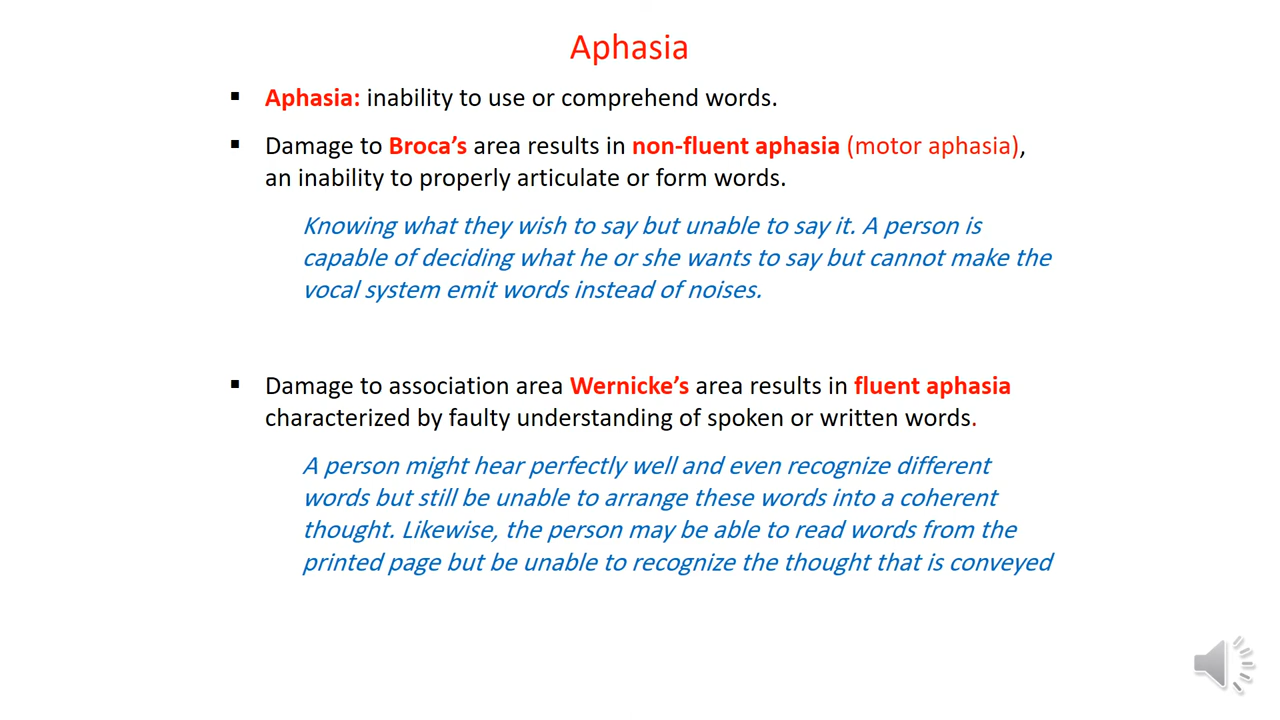 Aphasia
▪ Aphasia: inability to use or comprehend words.
▪ Damage to Broca’s area results in non-fluent aphasia (motor aphasia),
an inability to properly articulate or form words.
Knowing what they wish to say but unable to say it. A person is
capable of deciding what he or she wants to say but cannot make the
vocal system emit words instead of noises.
▪ Damage to association area Wernicke’s area results in fluent aphasia
characterized by faulty understanding of spoken or written words.
A person might hear perfectly well and even recognize different
words but still be unable to arrange these words into a coherent
thought. Likewise, the person may be able to read words from the
printed page but be unable to recognize the thought that is conveyed